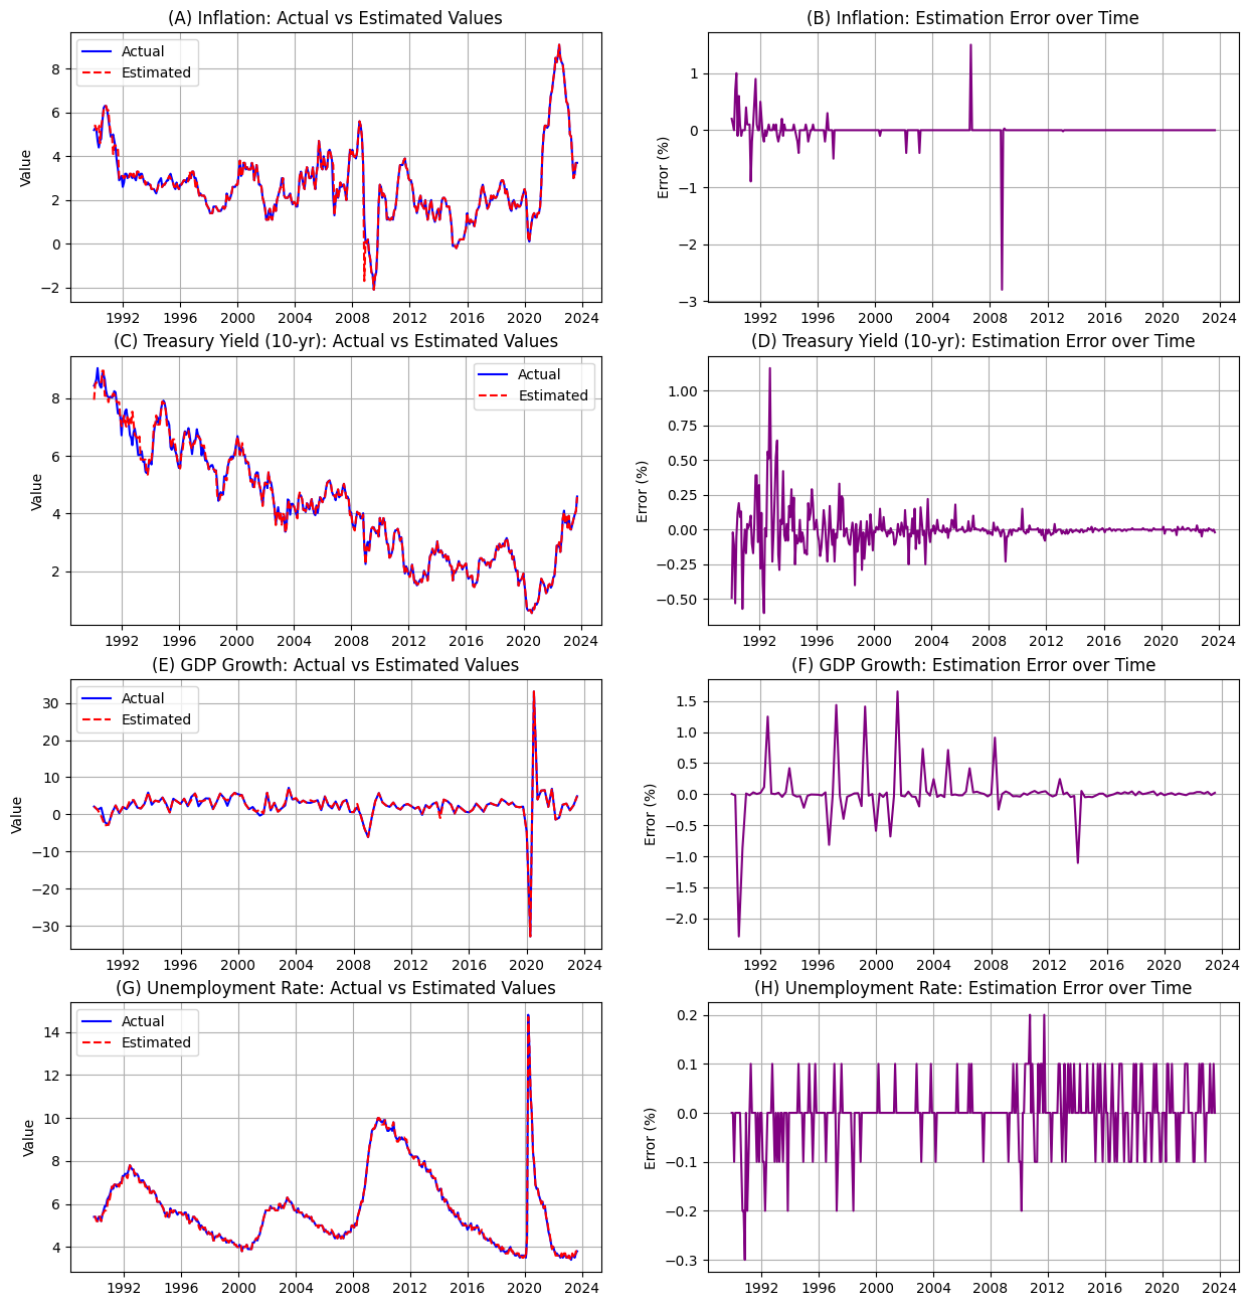 (A) Inflation: Actual vs Estimated Values
Actual
Estimated
Value
8
6
4
2
0
−2
1992 1996 2000 2004 2008 2012 2016 2020 2024
(B) Inflation: Estimation Error over Time
Error (%)
1
0
−1
−2
−3
1992 1996 2000 2004 2008 2012 2016 2020 2024
(C) Treasury Yield (10-yr): Actual vs Estimated Values
Actual
Estimated
Value
8
6
4
2
1992 1996 2000 2004 2008 2012 2016 2020 2024
(D) Treasury Yield (10-yr): Estimation Error over Time
Error (%)
1.00
0.75
0.50
0.25
0.00
−0.25
−0.50
1992 1996 2000 2004 2008 2012 2016 2020 2024
(E) GDP Growth: Actual vs Estimated Values
Actual
Estimated
Value
30
20
10
0
−10
−20
−30
1992 1996 2000 2004 2008 2012 2016 2020 2024
(F) GDP Growth: Estimation Error over Time
Error (%)
1.5
1.0
0.5
0.0
−0.5
−1.0
−1.5
−2.0
1992 1996 2000 2004 2008 2012 2016 2020 2024
(G) Unemployment Rate: Actual vs Estimated Values
Actual
Estimated
Value
14
12
10
8
6
4
1992 1996 2000 2004 2008 2012 2016 2020 2024
(H) Unemployment Rate: Estimation Error over Time
Error (%)
0.2
0.1
0.0
−0.1
−0.2
−0.3
1992 1996 2000 2004 2008 2012 2016 2020 2024